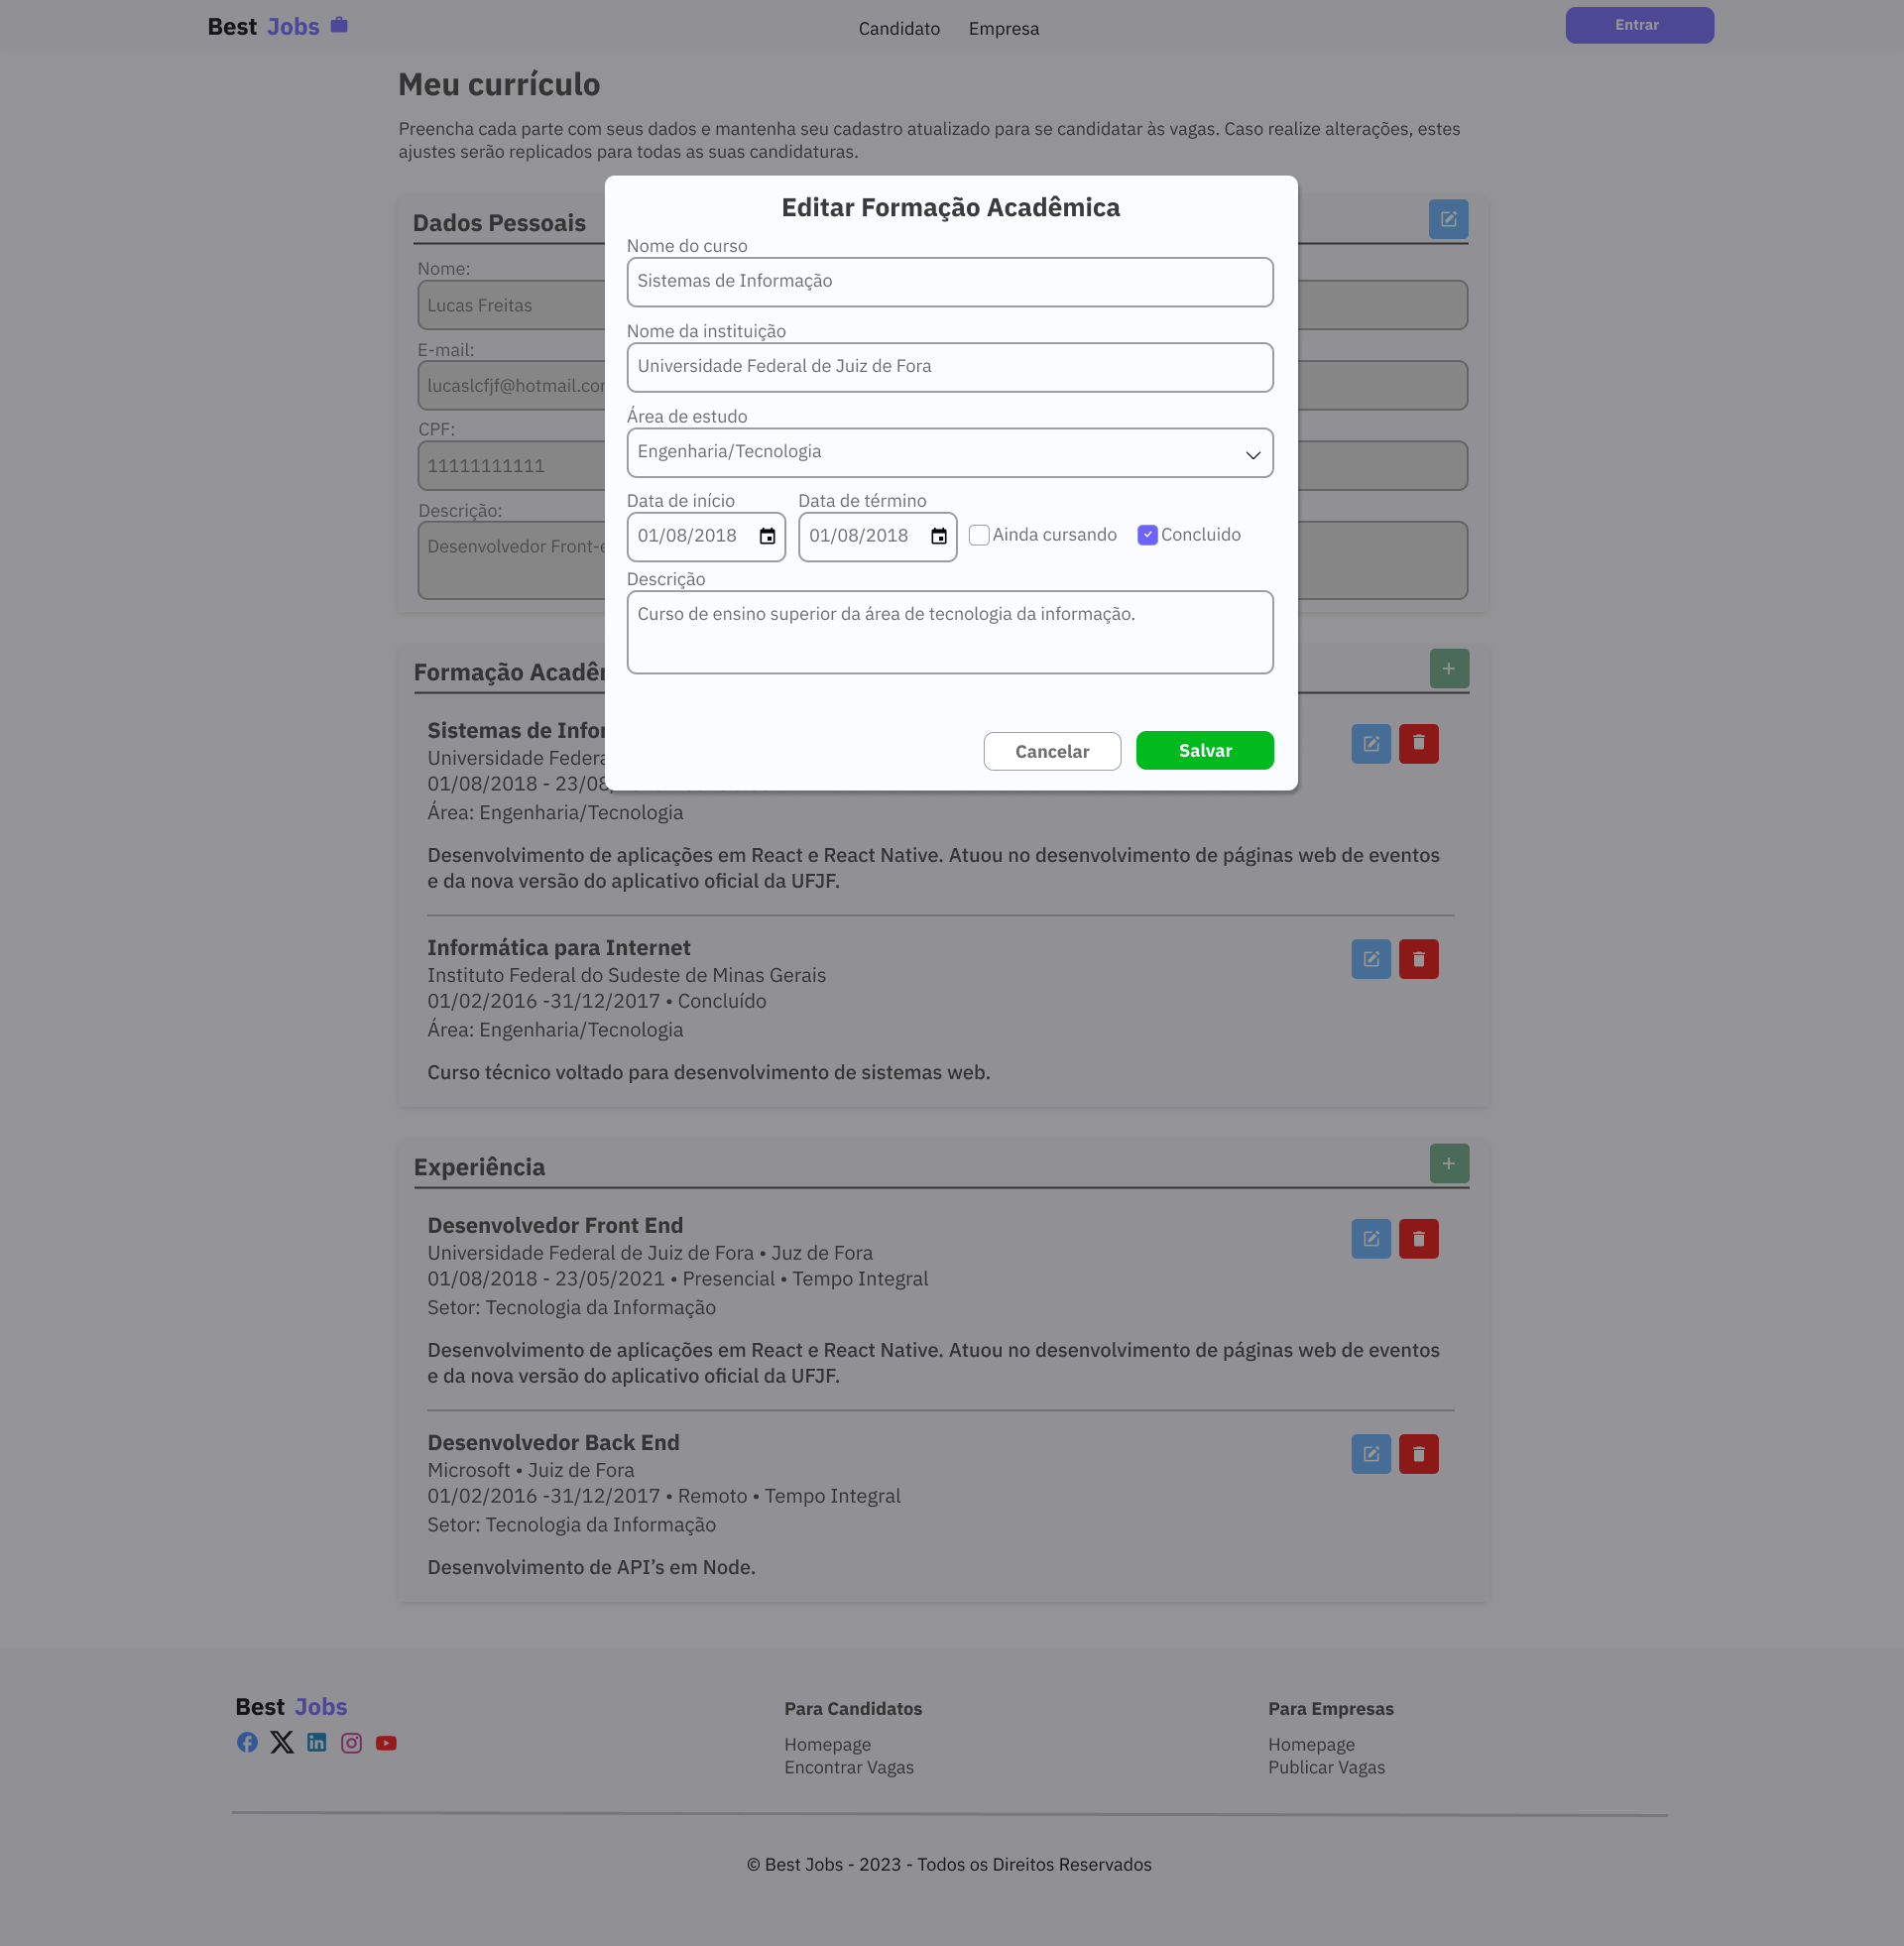 Best Jobs
Candidato
Empresa
Entrar
Meu currículo
Preencha cada parte com seus dados e mantenha seu cadastro atualizado para se candidatar às vagas. Caso realize alterações, estes
ajustes serão replicados para todas as suas candidaturas.
Dados Pessoais
Nome:
Lucas Freitas
E-mail:
lucaslcfjf@hotmail.co
CPF:
11111111111
Descrição:
Desenvolvedor Front-e
Editar Formação Acadêmica
Nome do curso
Sistemas de Informação
Nome da instituição
Universidade Federal de Juiz de Fora
Área de estudo
Engenharia/Tecnologia
Data de início
Data de término
01/08/2018
01/08/2018
Ainda cursando
Concluido
Descrição
Curso de ensino superior da área de tecnologia da informação.
Cancelar
Salvar
Formação Acadê
Sistemas de Infor
Universidade Federa
01/08/2018 - 23/08
Área: Engenharia/Tecnologia
Desenvolvimento de aplicações em React e React Native. Atuou no desenvolvimento de páginas web de eventos
e da nova versão do aplicativo oficial da UFJF.
Informática para Internet
Instituto Federal do Sudeste de Minas Gerais
01/02/2016 -31/12/2017 • Concluído
Área: Engenharia/Tecnologia
Curso técnico voltado para desenvolvimento de sistemas web.
Experiência
Desenvolvedor Front End
Universidade Federal de Juiz de Fora • Juz de Fora
01/08/2018 - 23/05/2021 • Presencial • Tempo Integral
Setor: Tecnologia da Informação
Desenvolvimento de aplicações em React e React Native. Atuou no desenvolvimento de páginas web de eventos
e da nova versão do aplicativo oficial da UFJF.
Desenvolvedor Back End
Microsoft • Juiz de Fora
01/02/2016 -31/12/2017 • Remoto • Tempo Integral
Setor: Tecnologia da Informação
Desenvolvimento de API’s em Node.
Best Jobs
Para Candidatos
Homepage
Encontrar Vagas
Para Empresas
Homepage
Publicar Vagas
© Best Jobs - 2023 - Todos os Direitos Reservados